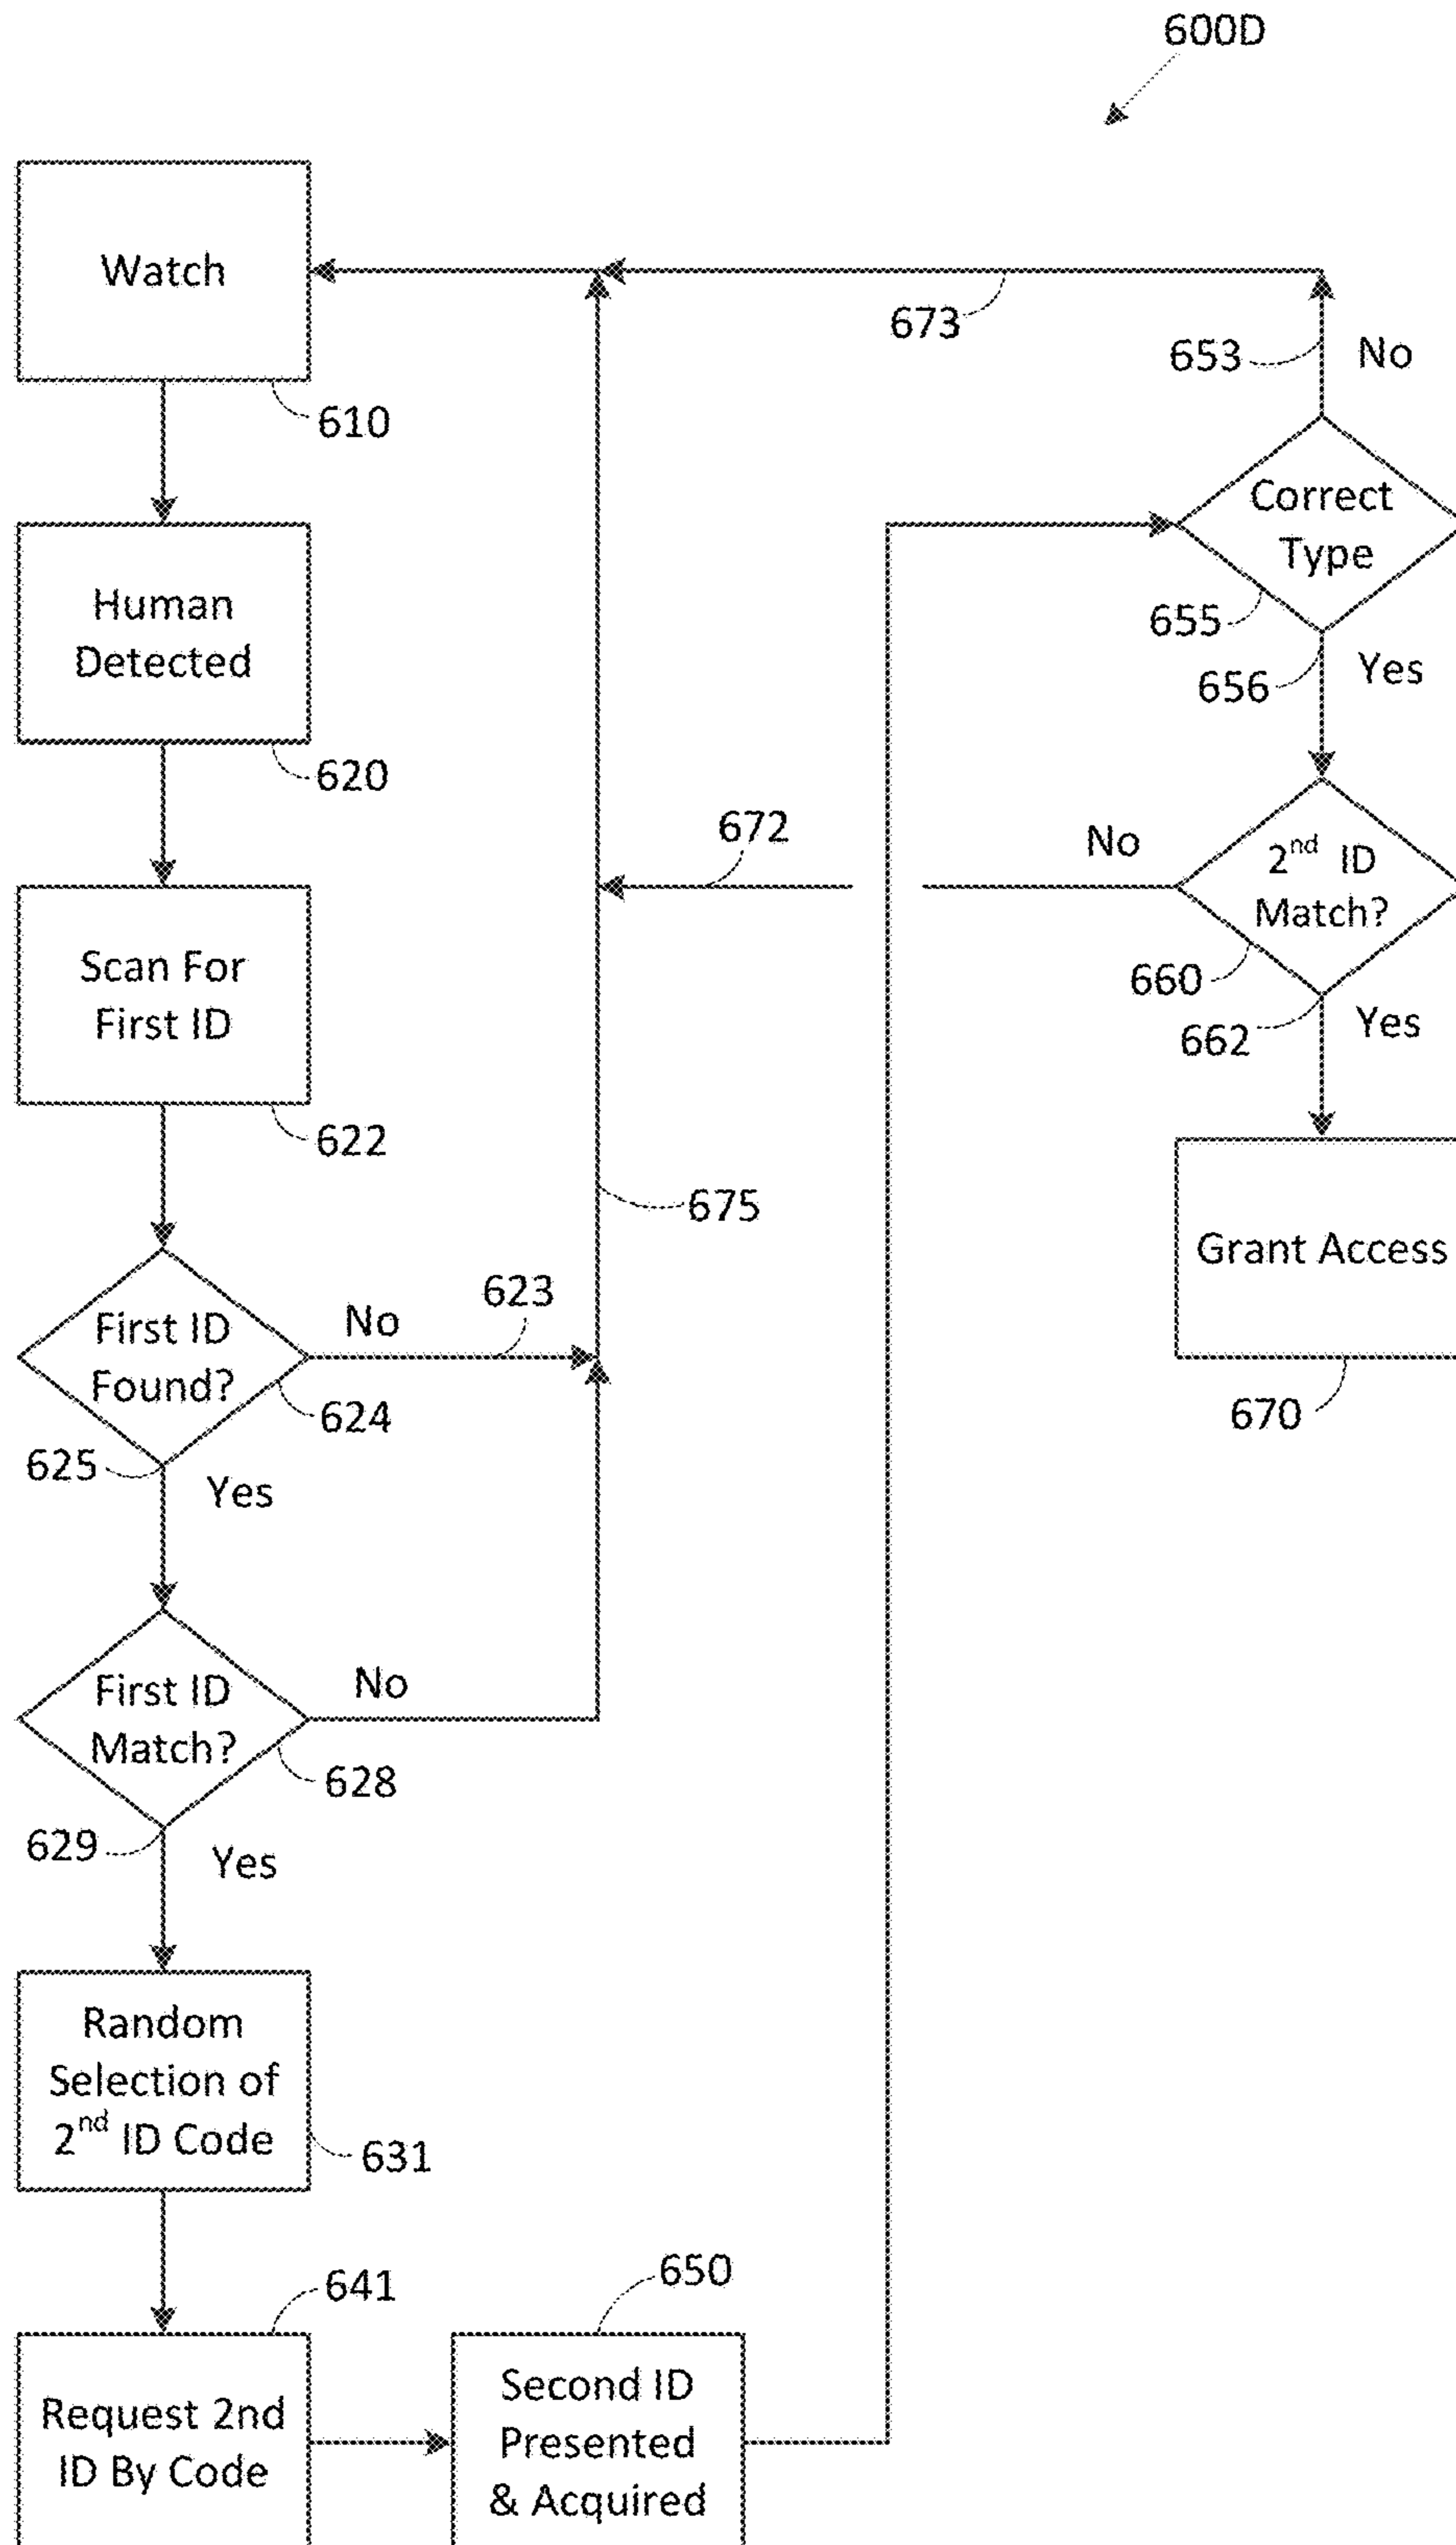 600D
Watch
610
673
653
No
Human
Detected
620
Correct
Type
655
656
Yes
Scan For
First ID
622
672
No
2nd ID
Match?
660
662
Yes
675
Grant Access
670
First ID
Found?
No
623
624
625
Yes
First ID
Match?
No
628
629
Yes
Random
Selection of
2nd ID Code
631
641
Request 2nd
ID By Code
650
Second ID
Presented
& Acquired